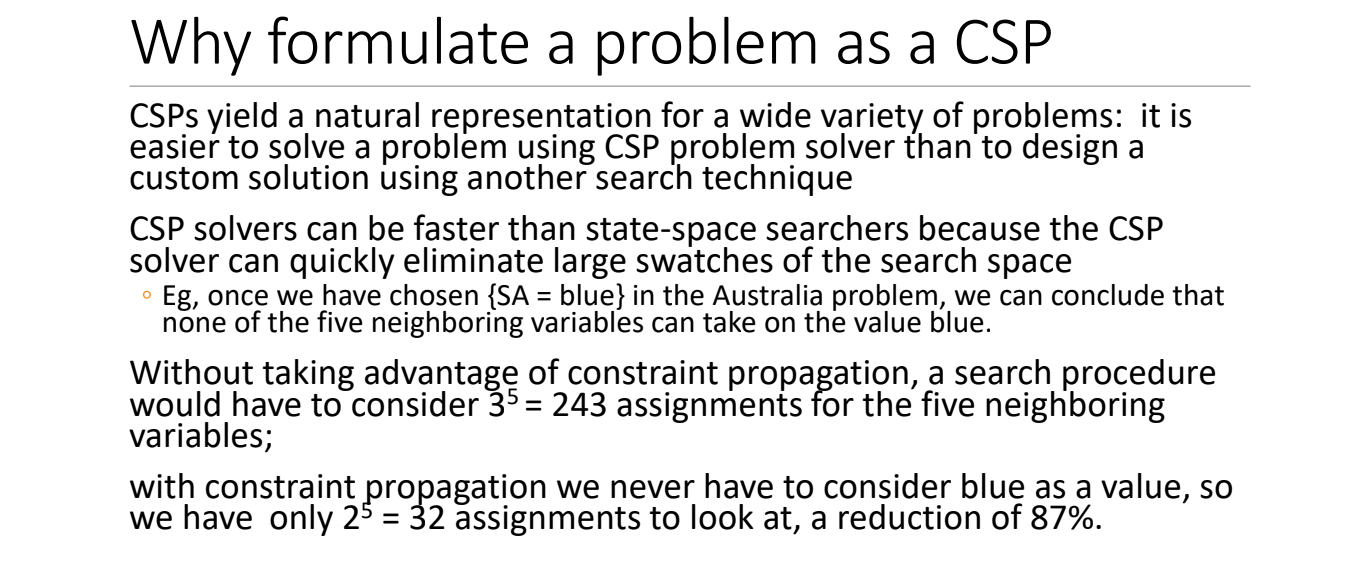 Why formulate a problem as a CSP
CSPs yield a natural representation for a wide variety of problems:  it is
easier to solve a problem using CSP problem solver than to design a
custom solution using another search technique
CSP solvers can be faster than state-space searchers because the CSP
solver can quickly eliminate large swatches of the search space
◦ Eg, once we have chosen {SA = blue} in the Australia problem, we can conclude that
none of the five neighboring variables can take on the value blue.
Without taking advantage of constraint propagation, a search procedure
would have to consider 3⁵ = 243 assignments for the five neighboring
variables;
with constraint propagation we never have to consider blue as a value, so
we have  only 2⁵ = 32 assignments to look at, a reduction of 87%.